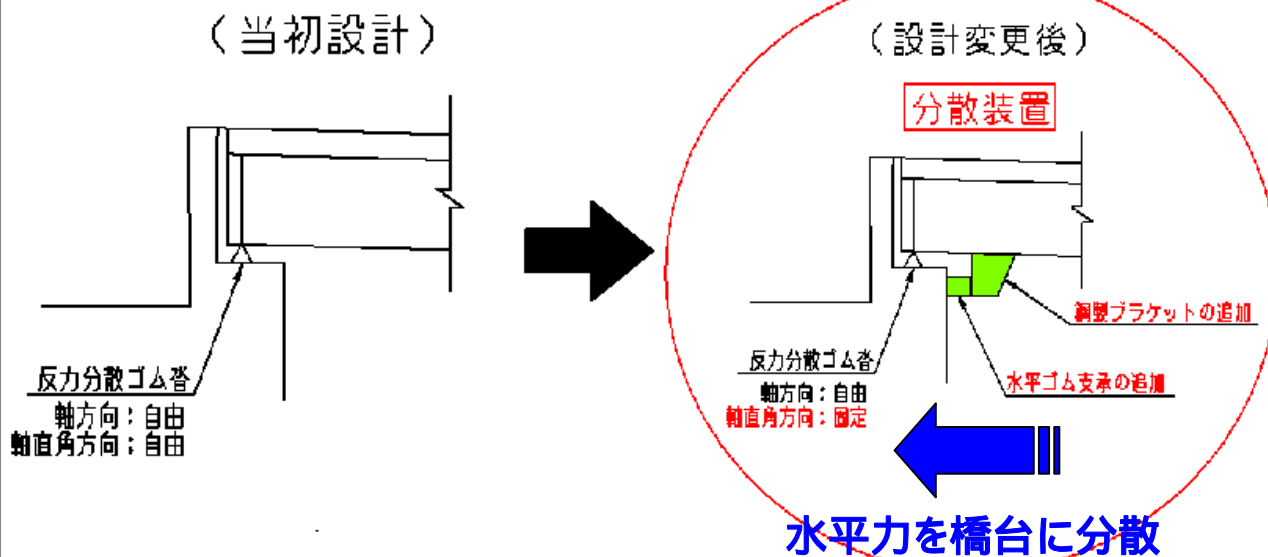 （当初設計）
反力分散ゴム沓
軸方向：自由
軸直角方向：自由
（設計変更後）
分散装置
鋼製ブラケットの追加
水平ゴム支承の追加
反力分散ゴム沓
軸方向：自由
軸直角方向：固定
水平力を橋台に分散